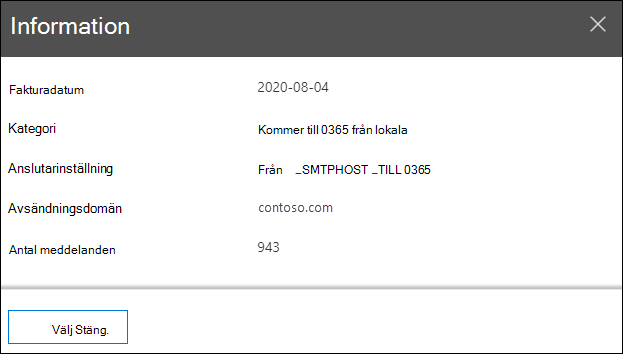 Information
Fakturadatum 2020-08-04
Kategori Kommer till 0365 från lokala
Anslutarinställning Från _SMTPHOST _TILL 0365
Avsändningsdomän contoso.com
Antal meddelanden 943
Välj Stäng.